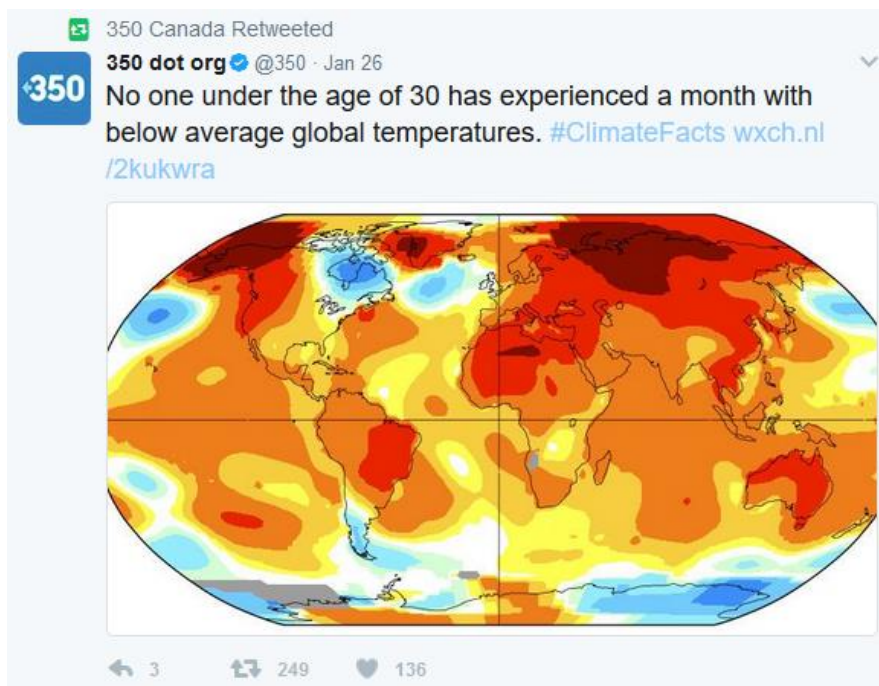 350 Canada Retweeted
350 dot org @350 · Jan 26
350
No one under the age of 30 has experienced a month with
below average global temperatures. #ClimateFacts wxch.nl
/2kukwra
3 249 136